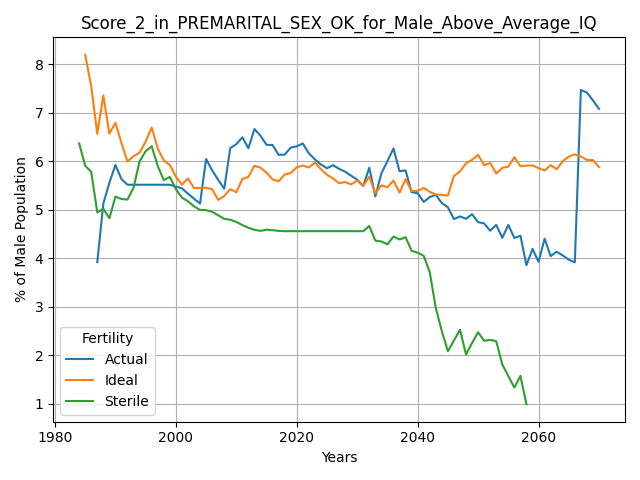 Score_2_in_PREMARITAL_SEX_OK_for_Male_Above_Average_IQ
% of Male Population
8
7
6
5
4
3
2
1
Fertility
Actual
Ideal
Sterile
1980
2000
2020
2040
2060
Years